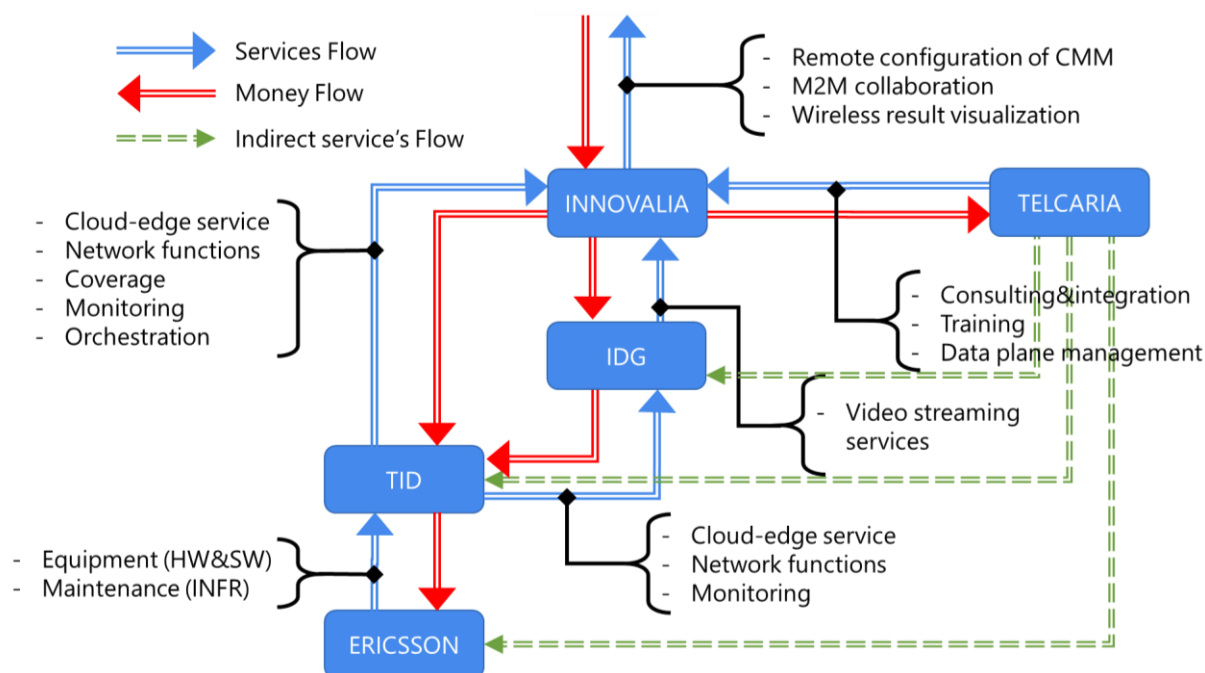 Services Flow
Money Flow
Indirect service's Flow
- Remote configuration of CMM
- M2M collaboration
- Wireless result visualization
INNOVALIA
TELCARIA
- Cloud-edge service
- Network functions
- Coverage
- Monitoring
- Orchestration
- Consulting&integration
- Training
- Data plane management
IDG
- Video streaming
services
TID
- Cloud-edge service
- Network functions
- Monitoring
- Equipment (HW&SW)
- Maintenance (INFR)
ERICSSON